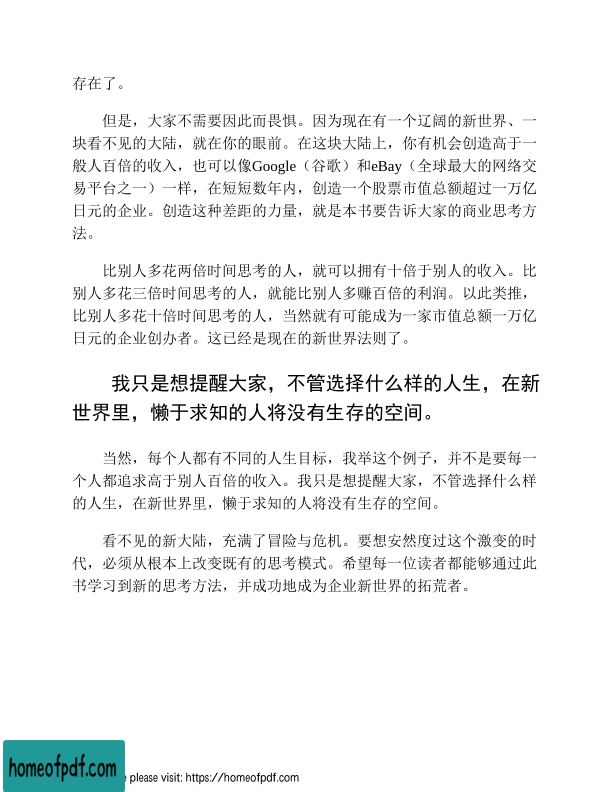 存在了。
但是，大家不需要因此而畏惧。因为现在有一个辽阔的新世界、一
块看不见的大陆，就在你的眼前。在这块大陆上，你有机会创造高于一
般人百倍的收入，也可以像Google（谷歌）和eBay（全球最大的网络交
易平台之一）一样，在短短数年内，创造一个股票市值总额超过一万亿
日元的企业。创造这种差距的力量，就是本书要告诉大家的商业思考方
法。
比别人多花两倍时间思考的人，就可以拥有十倍于别人的收入。比
别人多花三倍时间思考的人，就能比别人多赚百倍的利润。以此类推，
比别人多花十倍时间思考的人，当然就有可能成为一家市值总额一万亿
日元的企业创办者。这已经是现在的新世界法则了。
我只是想提醒大家，不管选择什么样的人生，在新
世界里，懒于求知的人将没有生存的空间。
当然，每个人都有不同的人生目标，我举这个例子，并不是要每一
个人都追求高于别人百倍的收入。我只是想提醒大家，不管选择什么样
的人生，在新世界里，懒于求知的人将没有生存的空间。
看不见的新大陆，充满了冒险与危机。要想安然度过这个激变的时
代，必须从根本上改变既有的思考模式。希望每一位读者都能够通过此
书学习到新的思考方法，并成功地成为企业新世界的拓荒者。
homeofpdf.com
please visit: https://homeofpdf.com